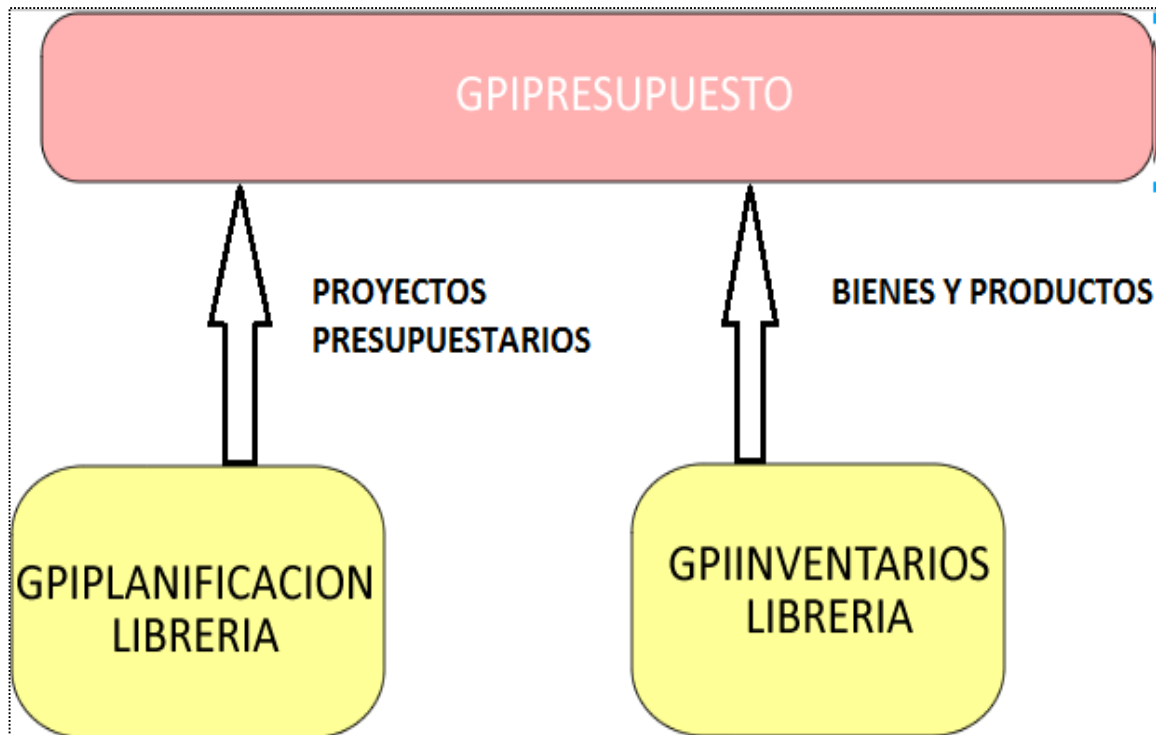 GPIPRESUPUESTO
PROYECTOS
PRESUPUESTARIOS
BIENES Y PRODUCTOS
GPIPLANIFICACION
LIBRERIA
GPIINVENTARIOS
LIBRERIA